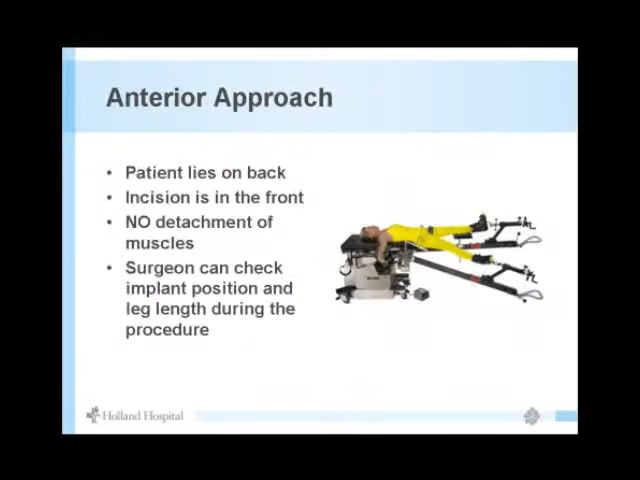 Anterior Approach
• Patient lies on back
• Incision is in the front
• NO detachment of
muscles
• Surgeon can check
implant position and
leg length during the
procedure
Holland Hospital